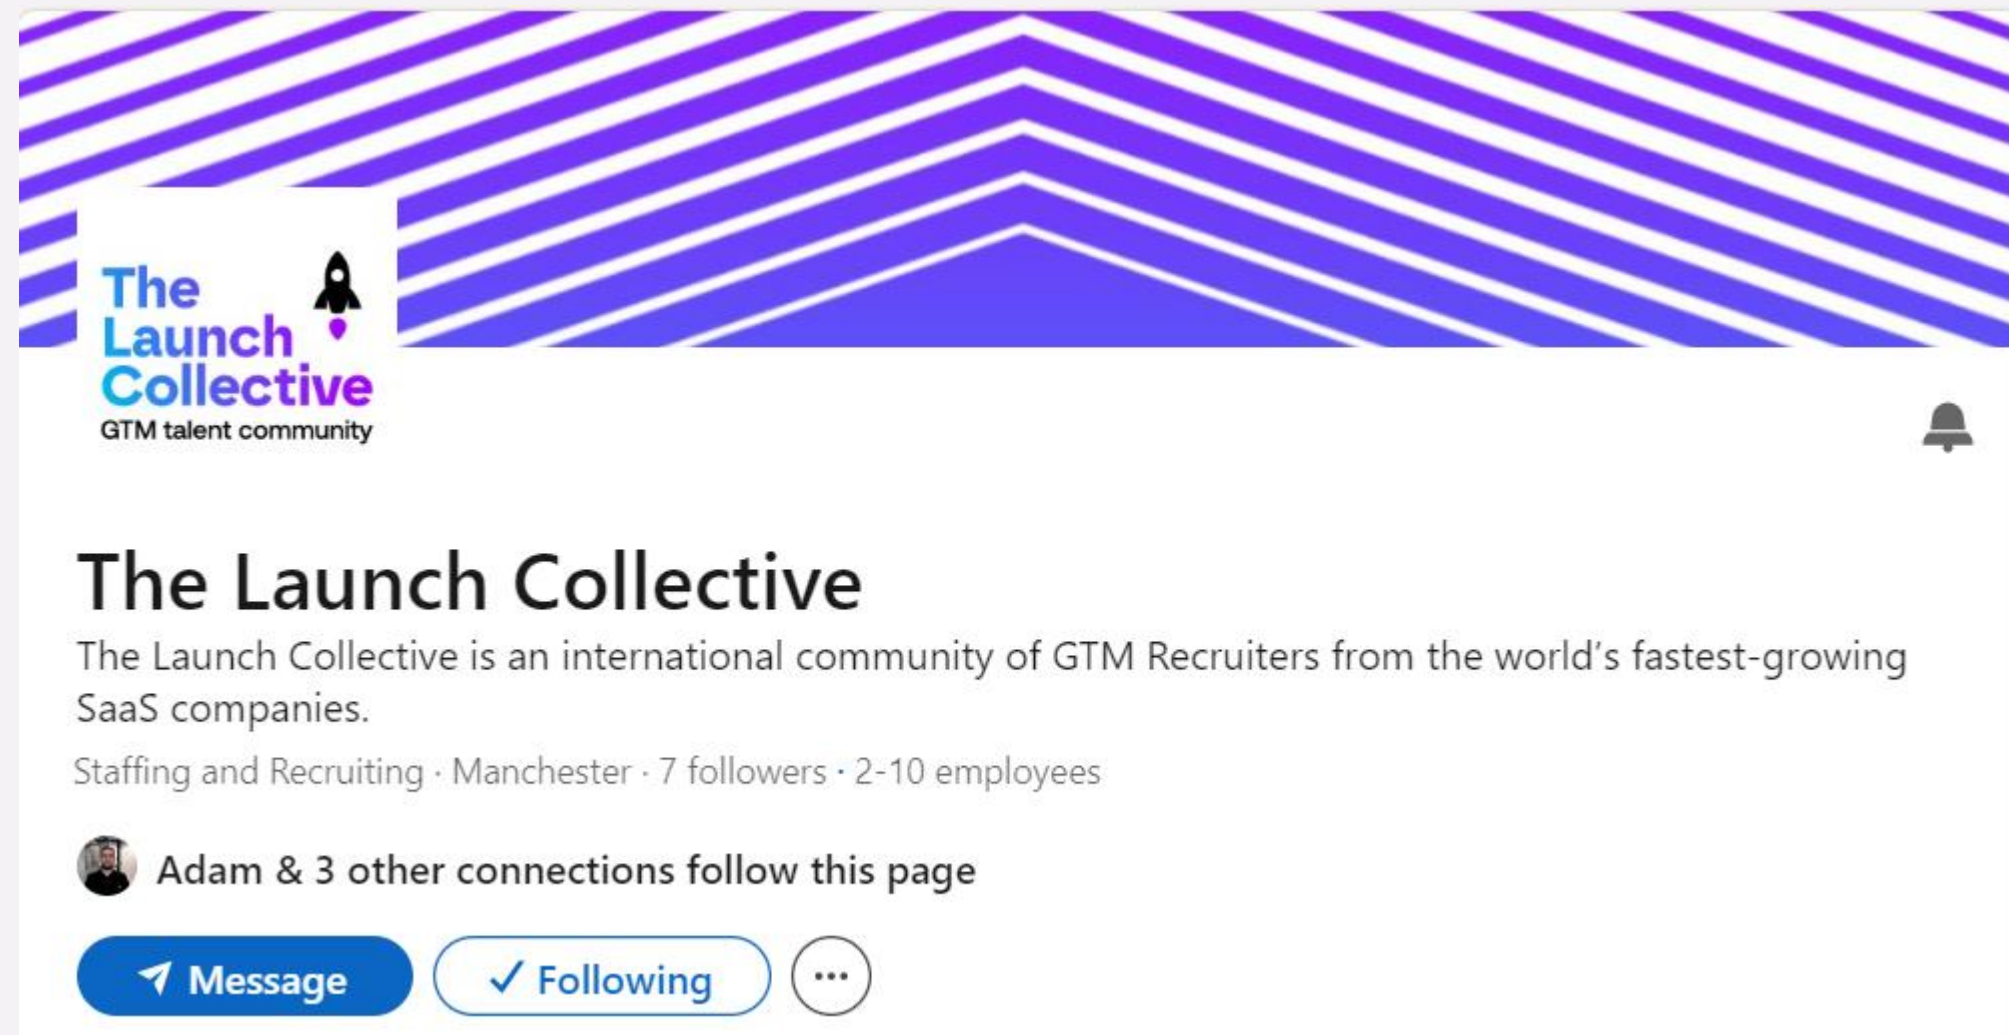 The
Launch
Collective
GTM talent community
The Launch Collective
The Launch Collective is an international community of GTM Recruiters from the world’s fastest-growing
SaaS companies.
Staffing and Recruiting · Manchester · 7 followers · 2-10 employees
Adam & 3 other connections follow this page
Message
Following